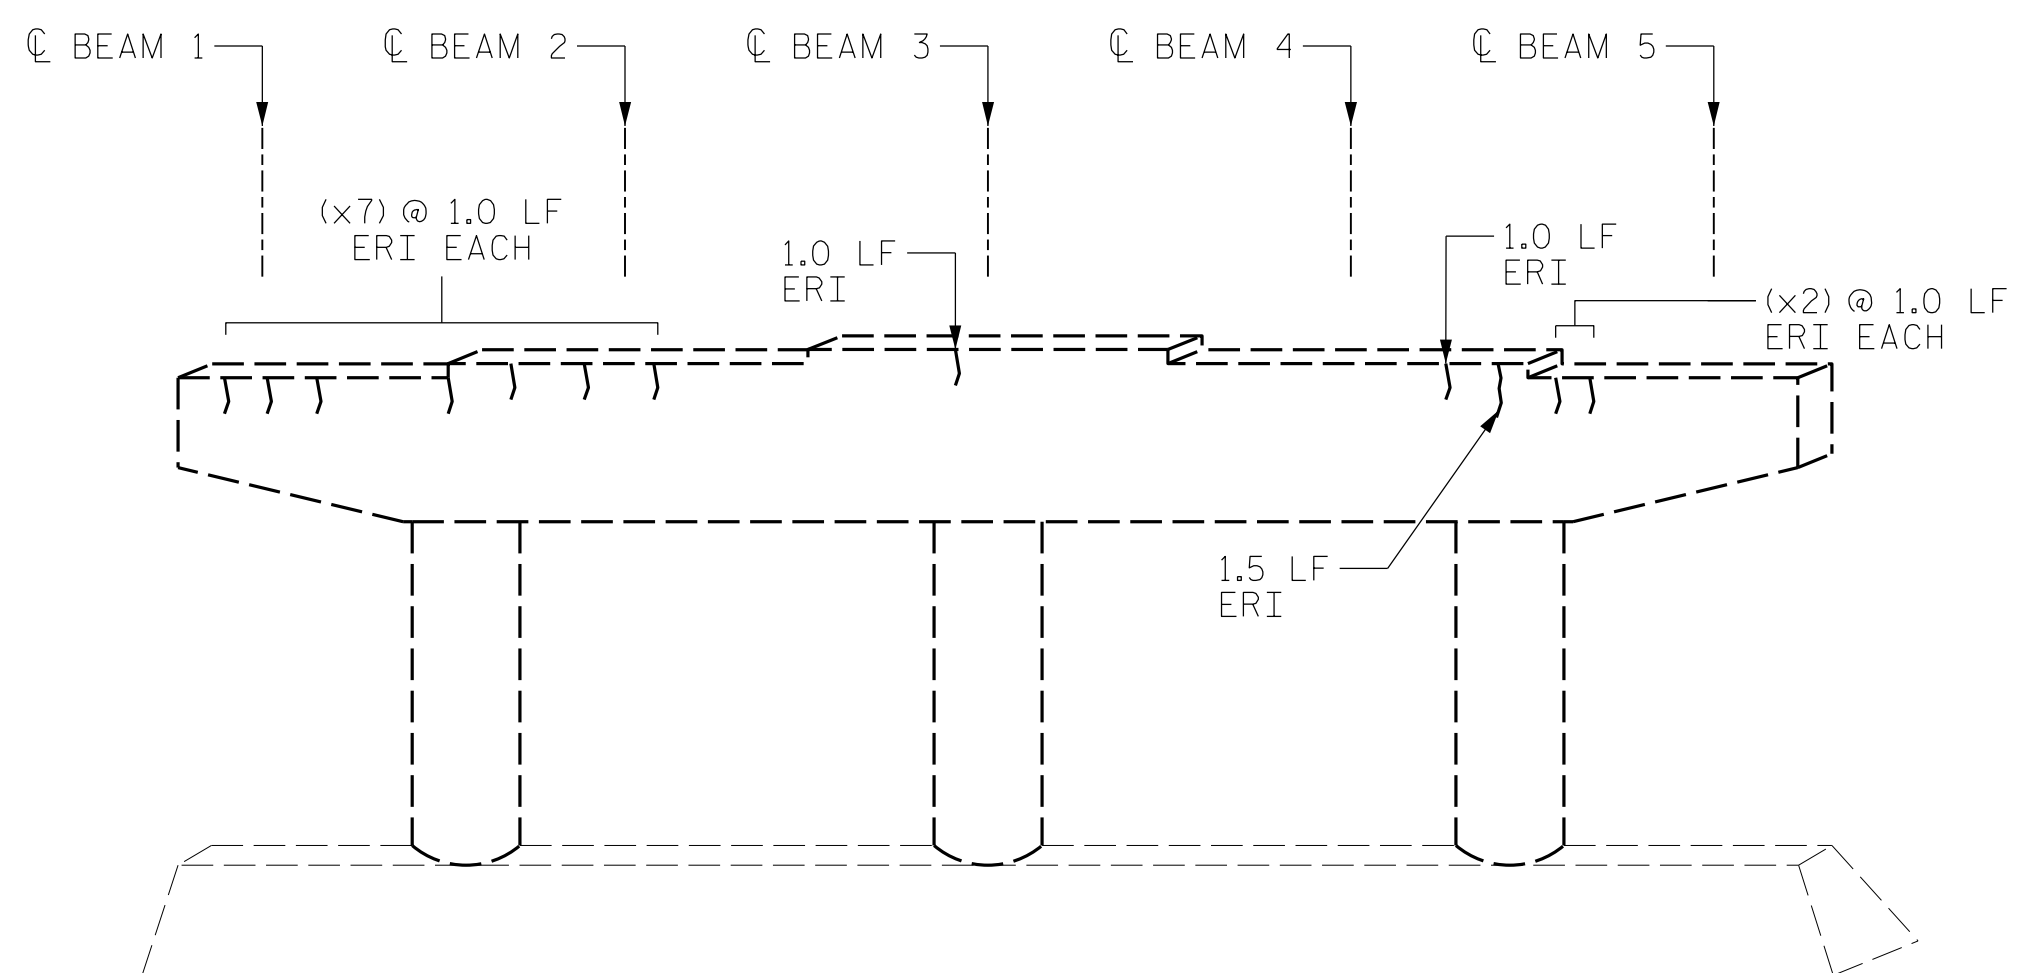 ℄ BEAM 1
℄ BEAM 2
℄ BEAM 3
℄ BEAM 4
℄ BEAM 5
(x7) @ 1.0 LF
ERI EACH
1.0 LF
ERI
1.0 LF
ERI
(x2) @ 1.0 LF
ERI EACH
1.5 LF
ERI